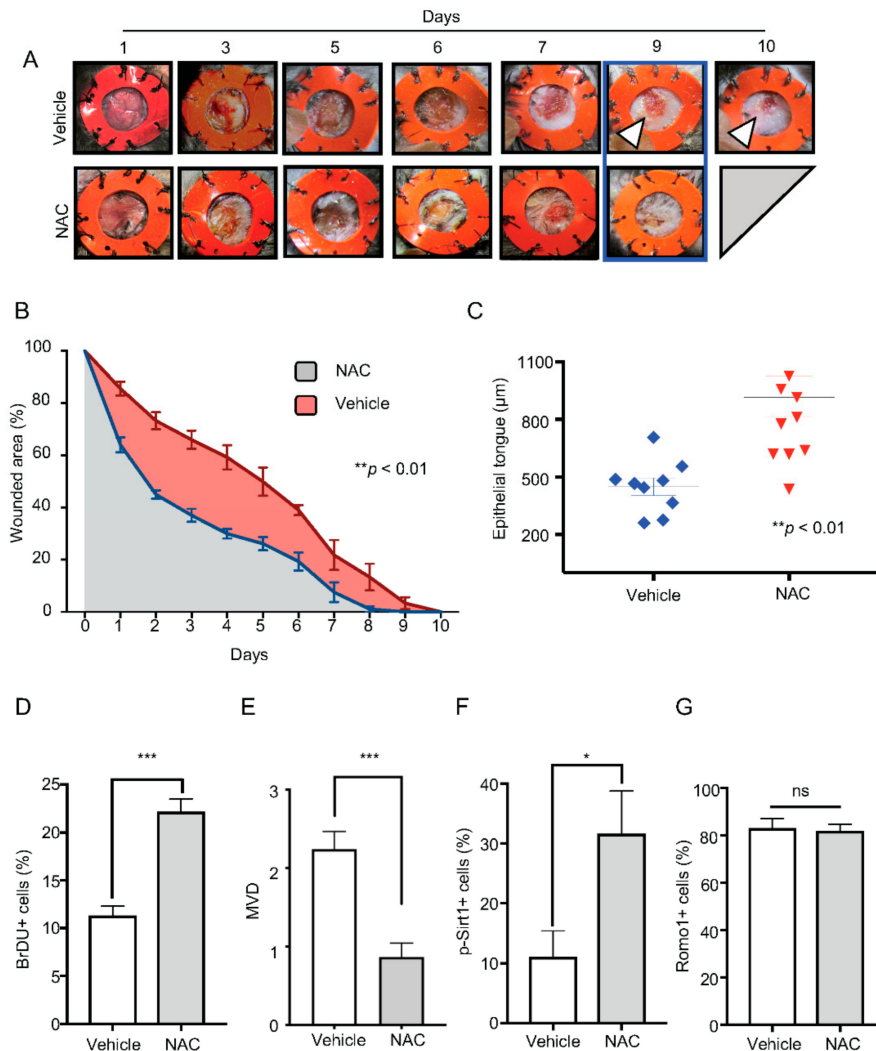 Days
1 3 5 6 7 9 10
A
Vehicle
NAC
B
Wounded area (%)
100
80
60
40
20
0
NAC
Vehicle
**p < 0.01
0 1 2 3 4 5 6 7 8 9 10
Days
C
Epithelial tongue (µm)
1100
800
500
200
**p < 0.01
Vehicle NAC
D
BrDU+ cells (%)
25
20
15
10
5
0
***
Vehicle NAC
E
MVD
3
2
1
0
***
Vehicle NAC
F
p-Sirt1+ cells (%)
40
30
20
10
0
*
Vehicle NAC
G
Romo1+ cells (%)
100
80
60
40
20
0
ns
Vehicle NAC